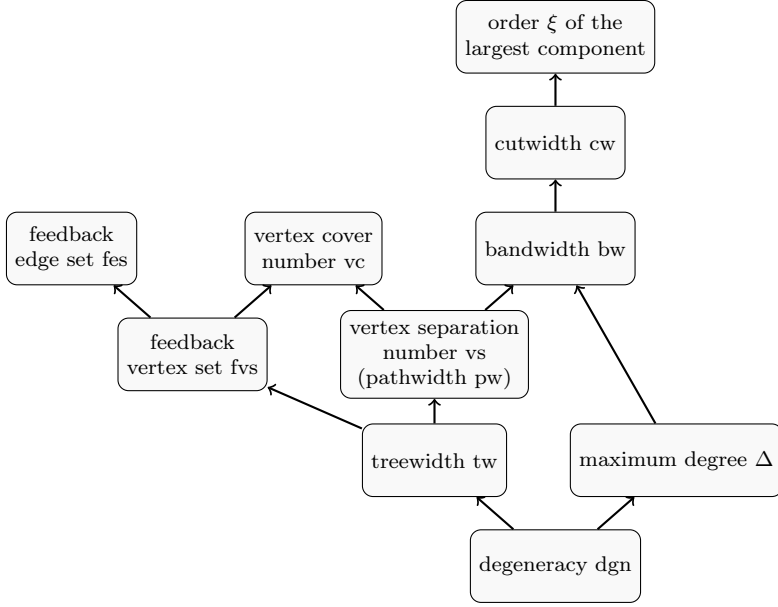 order ξ of the
largest component
cutwidth cw
feedback
edge set fes
vertex cover
number vc
bandwidth bw
feedback
vertex set fvs
vertex separation
number vs
(pathwidth pw)
treewidth tw
maximum degree Δ
degeneracy dgn